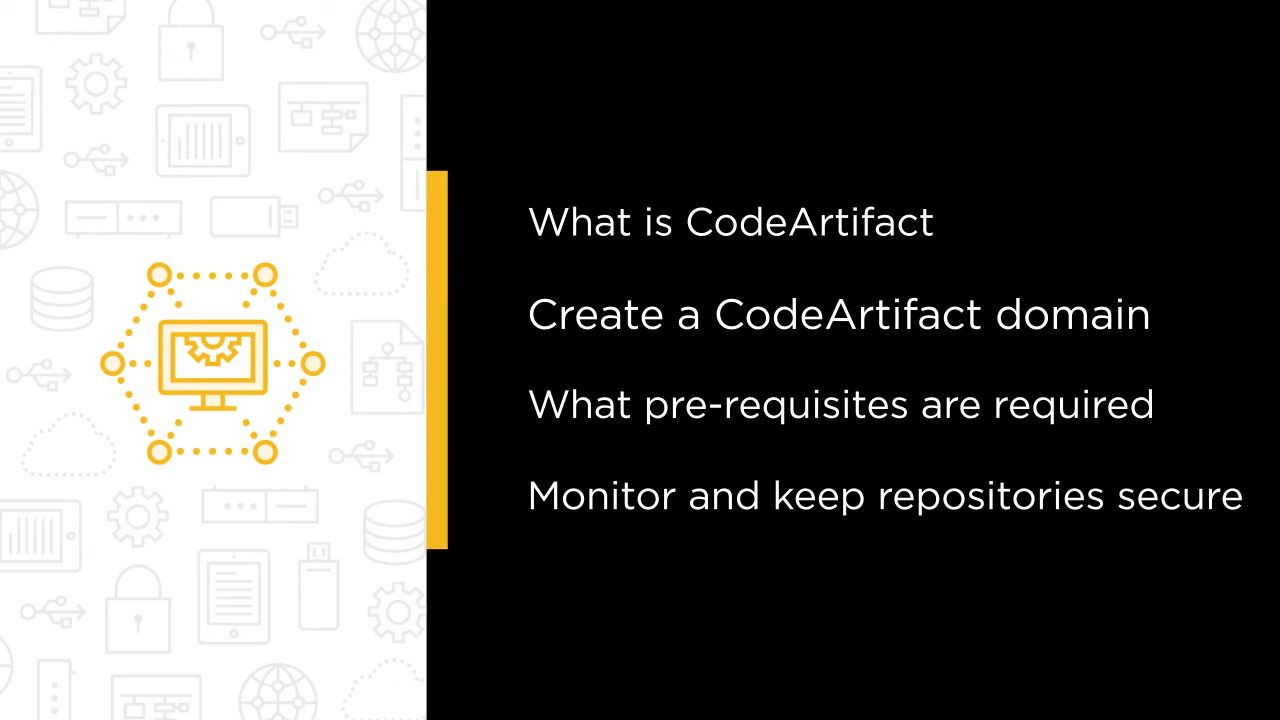 What is CodeArtifact
Create a CodeArtifact domain
What pre-requisites are required
Monitor and keep repositories secure